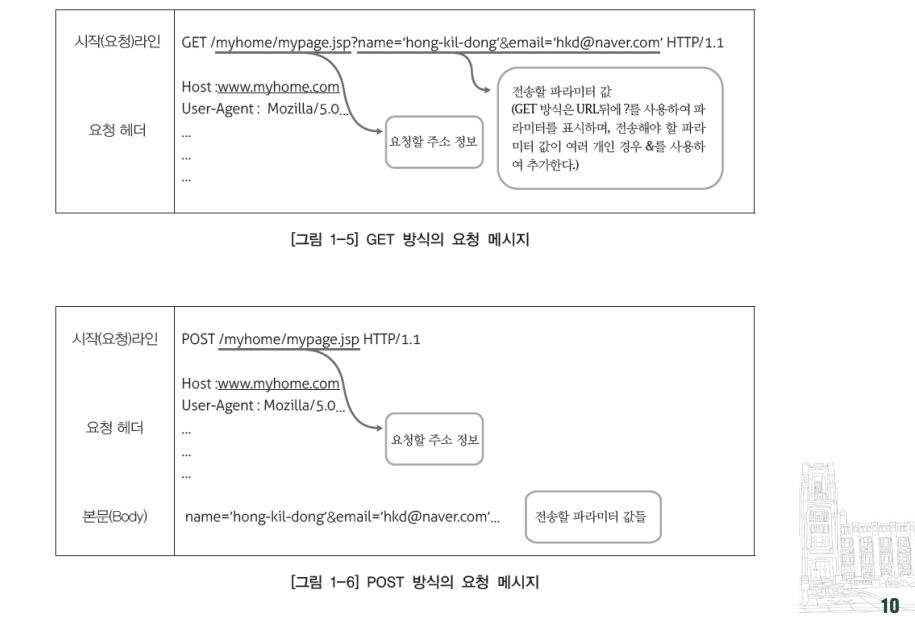 시작(요청)라인
GET /myhome/mypage.jsp?name='hong-kil-dong'&email='hkd@naver.com' HTTP/1.1
요청 헤더
Host :www.myhome.com
User-Agent : Mozilla/5.0...
...
...
...
요청할 주소 정보
전송할 파라미터 값
(GET 방식은 URL뒤에 ?를 사용하여 파
라미터를 표시하며, 전송해야 할 파라
미터 값이 여러 개인 경우 &를 사용하
여 추가한다.)
[그림 1-5] GET 방식의 요청 메시지
시작(요청)라인
POST /myhome/mypage.jsp HTTP/1.1
요청 헤더
Host :www.myhome.com
User-Agent : Mozilla/5.0...
...
...
...
요청할 주소 정보
본문(Body)
name='hong-kil-dong'&email='hkd@naver.com'...
전송할 파라미터 값들
[그림 1-6] POST 방식의 요청 메시지
10